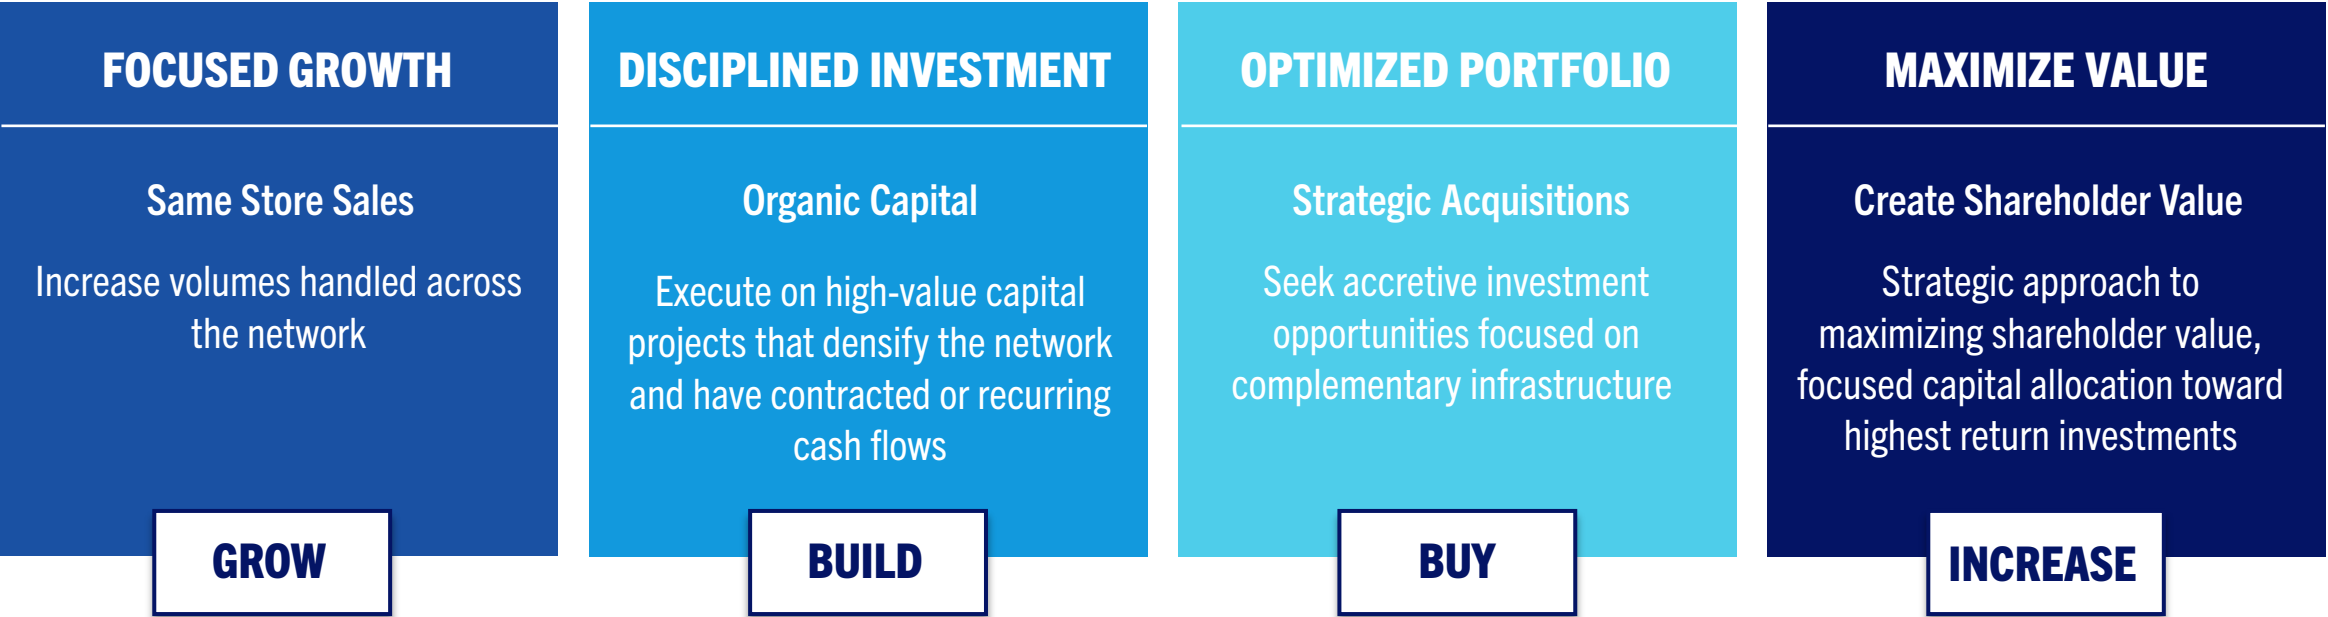 FOCUSED GROWTH
Same Store Sales
Increase volumes handled across
the network
GROW
DISCIPLINED INVESTMENT
Organic Capital
Execute on high-value capital
projects that densify the network
and have contracted or recurring
cash flows
BUILD
OPTIMIZED PORTFOLIO
Strategic Acquisitions
Seek accretive investment
opportunities focused on
complementary infrastructure
BUY
MAXIMIZE VALUE
Create Shareholder Value
Strategic approach to
maximizing shareholder value,
focused capital allocation toward
highest return investments
INCREASE